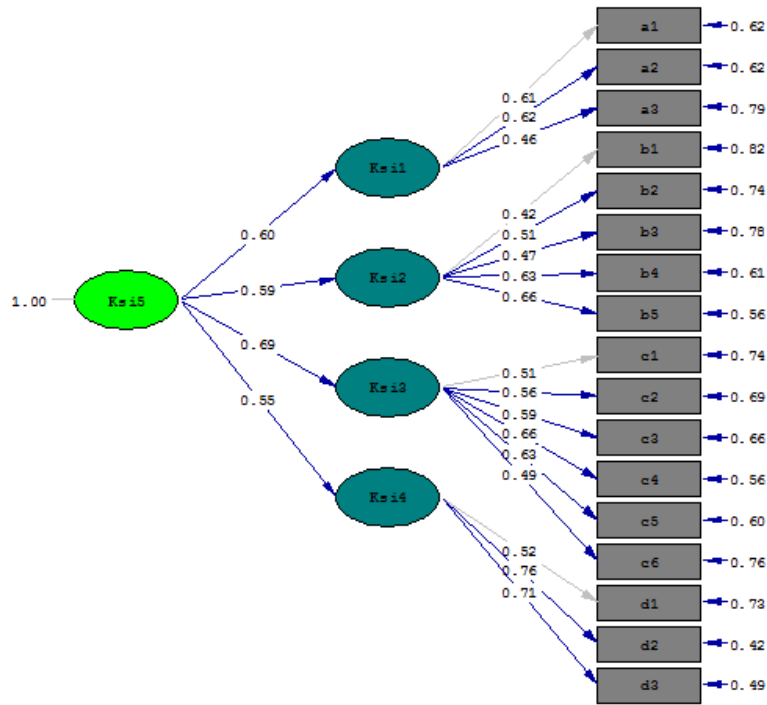 a1 0.62
a2 0.62
0.61
0.62
a3 0.79
0.46
b1 0.82
Ksi1
b2 0.74
0.42
0.51
b3 0.78
0.60
0.47
b4 0.61
Ksi2
0.63
0.59
0.66
1.00 Ksi5
b5 0.56
0.69
c1 0.74
0.51
Ksi3
0.56
c2 0.69
0.55
0.59
0.66
c3 0.66
0.63
0.49
c4 0.56
Ksi4
c5 0.60
0.52
c6 0.76
0.76
0.71
d1 0.73
d2 0.42
d3 0.49